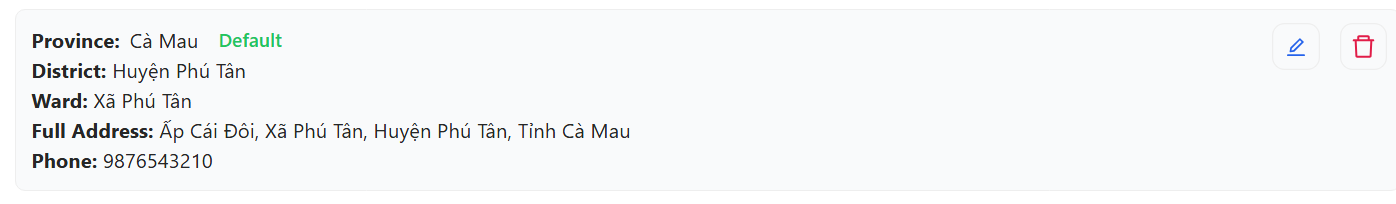 Province: Cà Mau Default
District: Huyện Phú Tân
Ward: Xã Phú Tân
Full Address: Ấp Cái Đôi, Xã Phú Tân, Huyện Phú Tân, Tỉnh Cà Mau
Phone: 9876543210